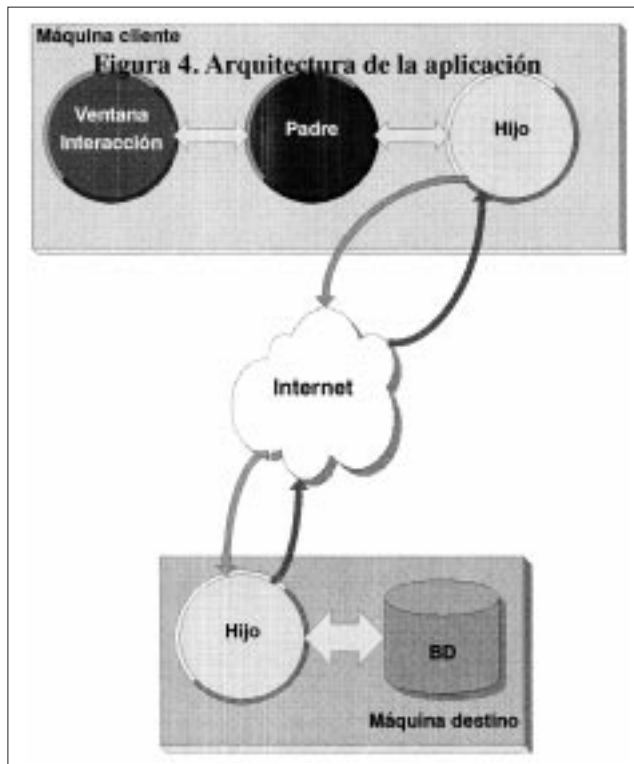 Máquina cliente
Figura 4. Arquitectura de la aplicación
Ventana
Interacción
Padre
Hijo
Internet
Hijo
BD
Máquina destino